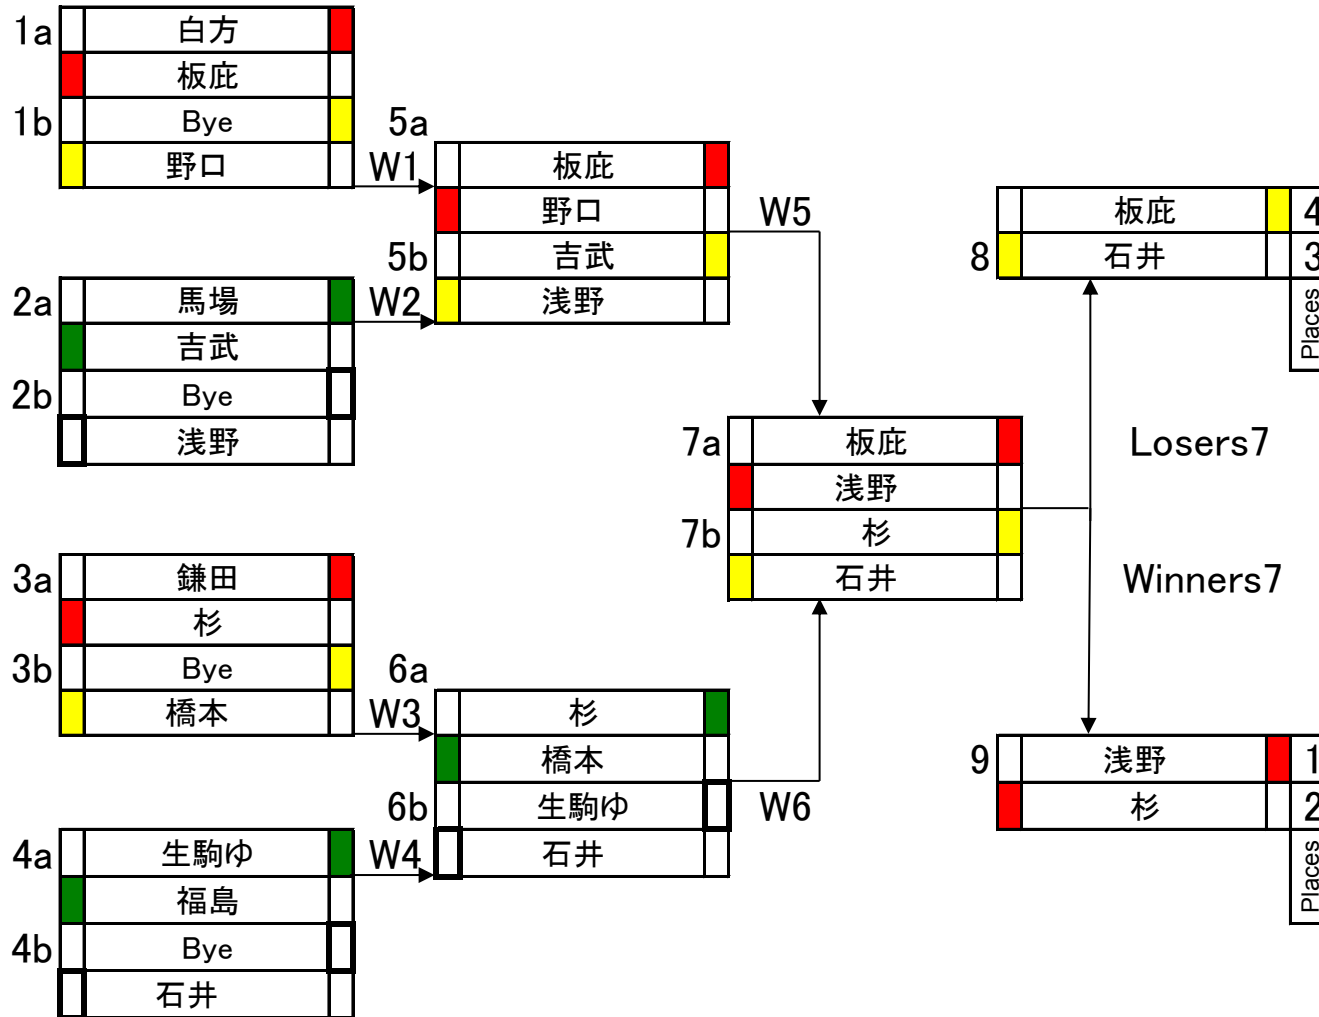 1a 白方
板庇
1b Bye
野口
W1
2a 馬場
吉武
2b Bye
浅野
W2
3a 鎌田
杉
3b Bye
橋本
W3
4a 生駒ゆ
福島
4b Bye
石井
W4
5a
板庇
野口
5b 吉武
浅野
W5
6a
杉
橋本
6b 生駒ゆ
石井
W6
7a 板庇
浅野
7b 杉
石井
Losers7
Winners7
板庇 4
8 石井 3
Places
9 浅野 1
杉 2
Places